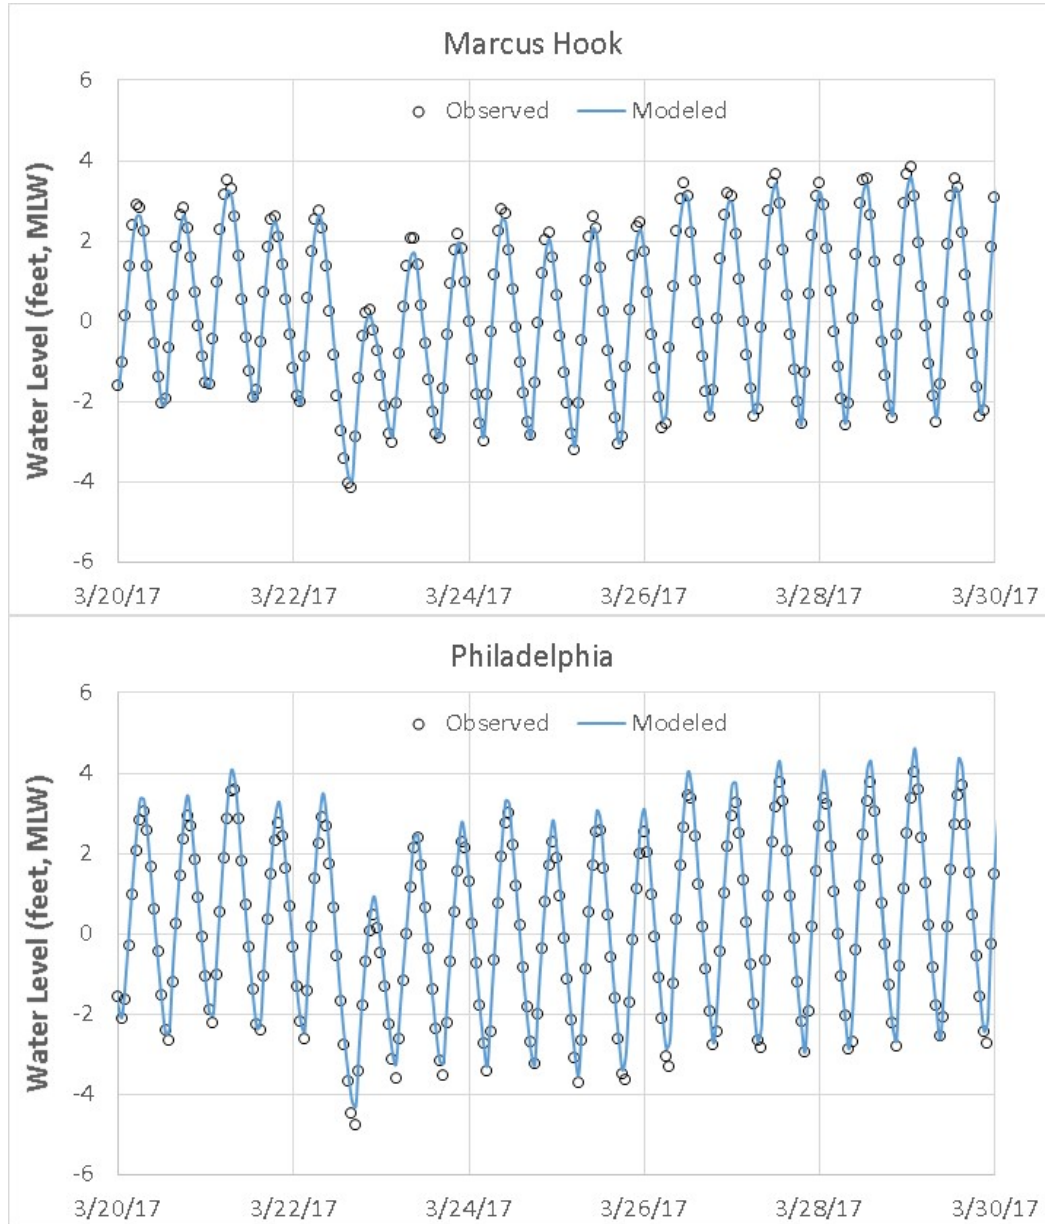 Marcus Hook
6
Observed Modeled
4
2
0
-2
-4
-6
Water Level (feet, MLW)
3/20/17 3/22/17 3/24/17 3/26/17 3/28/17 3/30/17
Philadelphia
6
Observed Modeled
4
2
0
-2
-4
-6
Water Level (feet, MLW)
3/20/17 3/22/17 3/24/17 3/26/17 3/28/17 3/30/17